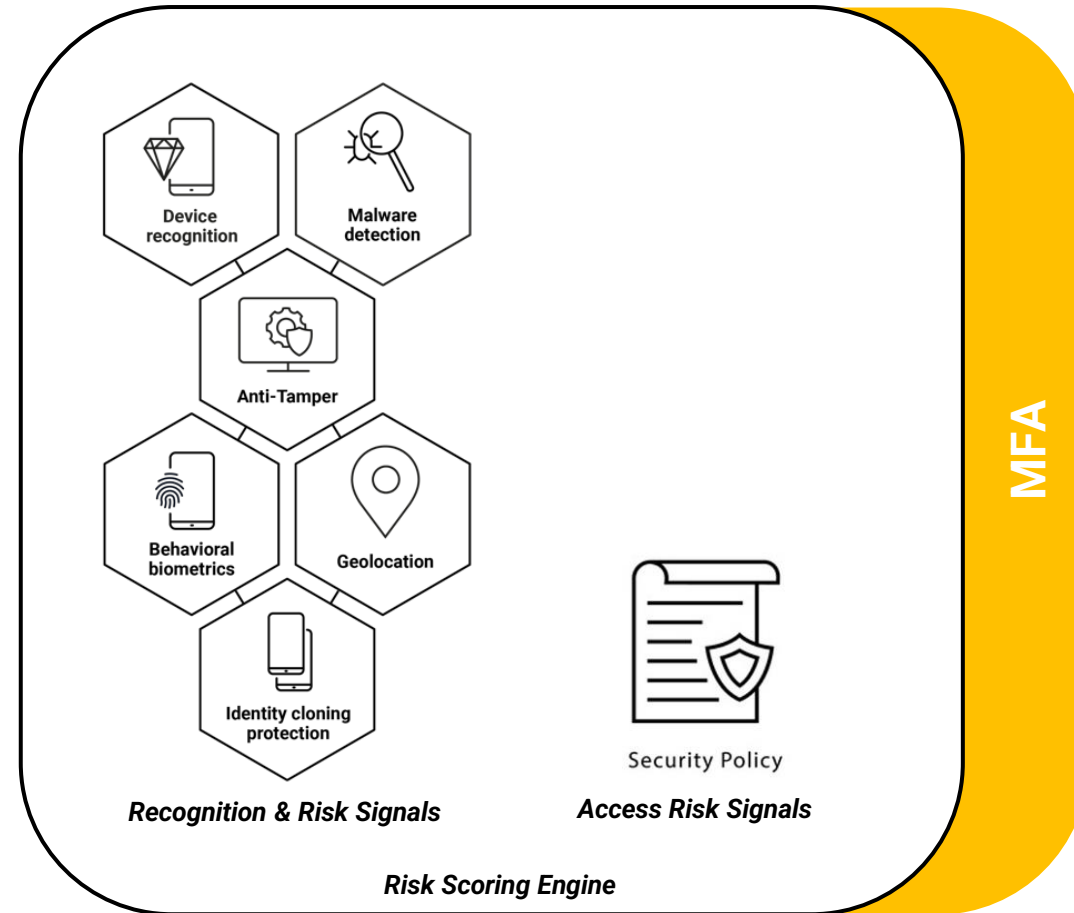 Device
recognition
Malware
detection
Anti-Tamper
Behavioral
biometrics
Geolocation
Identity cloning
protection
Recognition & Risk Signals
Security Policy
Access Risk Signals
Risk Scoring Engine
MFA